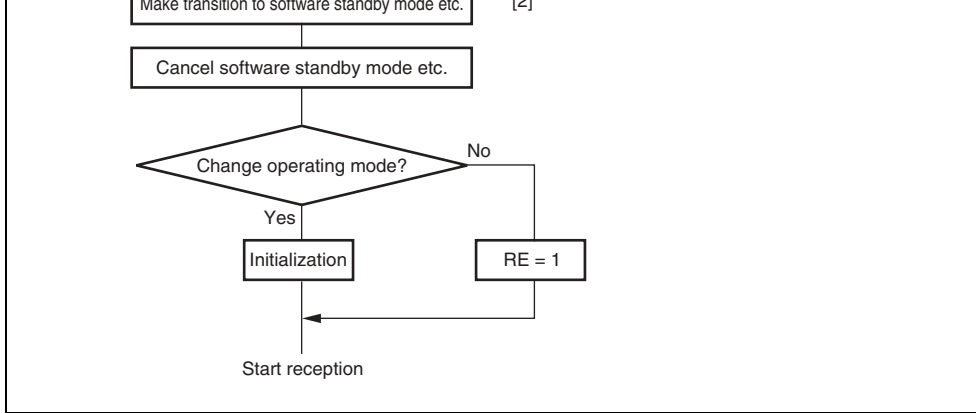 Make transition to software standby mode etc. [2]
Cancel software standby mode etc.
Change operating mode?
No
Yes
Initialization
RE = 1
Start reception